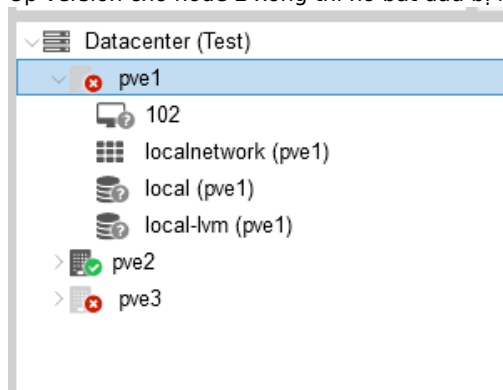 Datacenter (Test)
pve1
102
localnetwork (pve1)
local (pve1)
local-lvm (pve1)
pve2
pve3